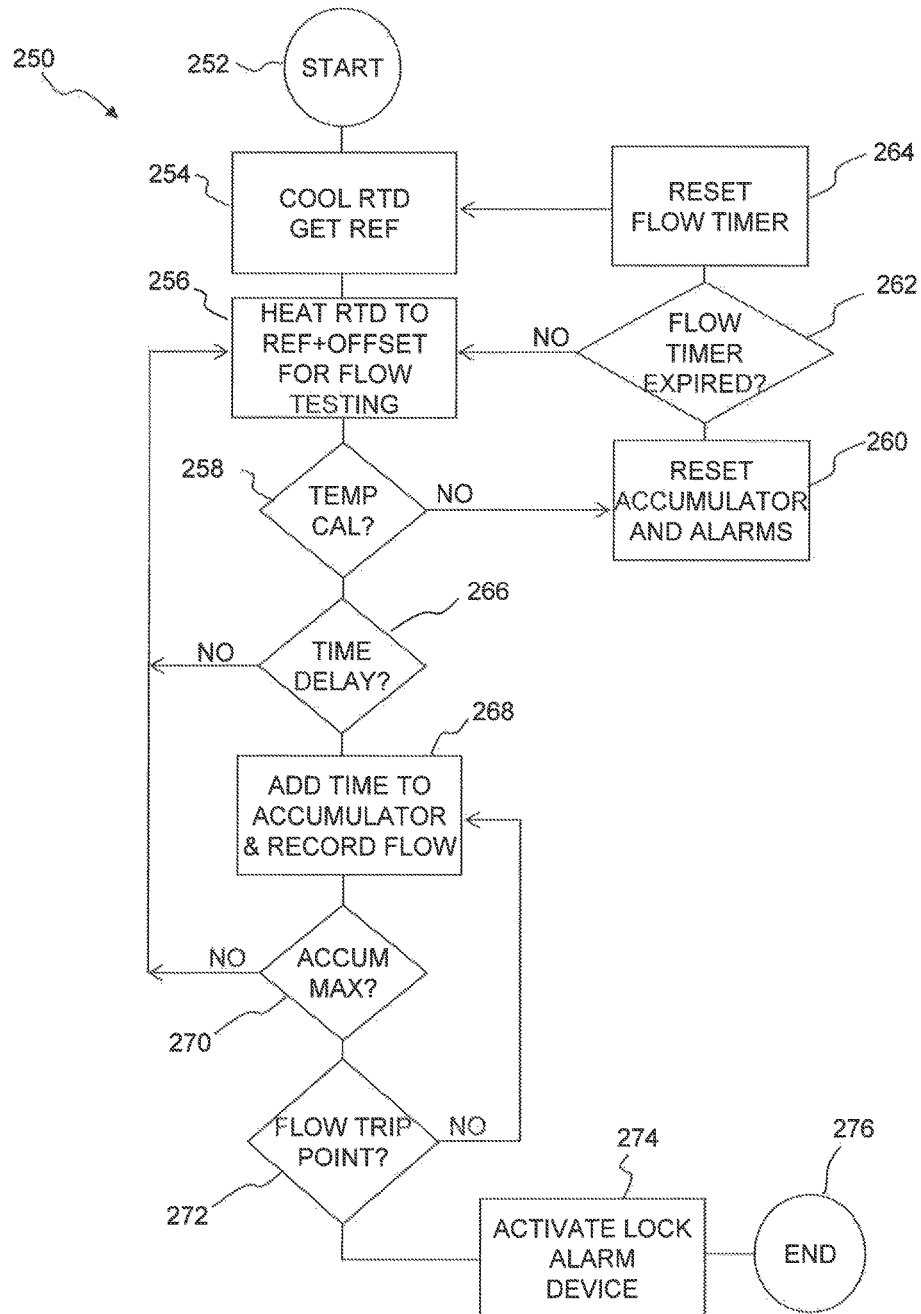 250
252
START
254
COOL RTD
GET REF
264
RESET
FLOW TIMER
256
HEAT RTD TO
REF+OFFSET
FOR FLOW
TESTING
262
FLOW
TIMER
EXPIRED?
NO
258
TEMP
CAL?
NO
260
RESET
ACCUMULATOR
AND ALARMS
266
TIME
DELAY?
NO
268
ADD TIME TO
ACCUMULATOR
& RECORD FLOW
270
ACCUM
MAX?
NO
272
FLOW TRIP
POINT?
NO
274
ACTIVATE LOCK
ALARM
DEVICE
276
END